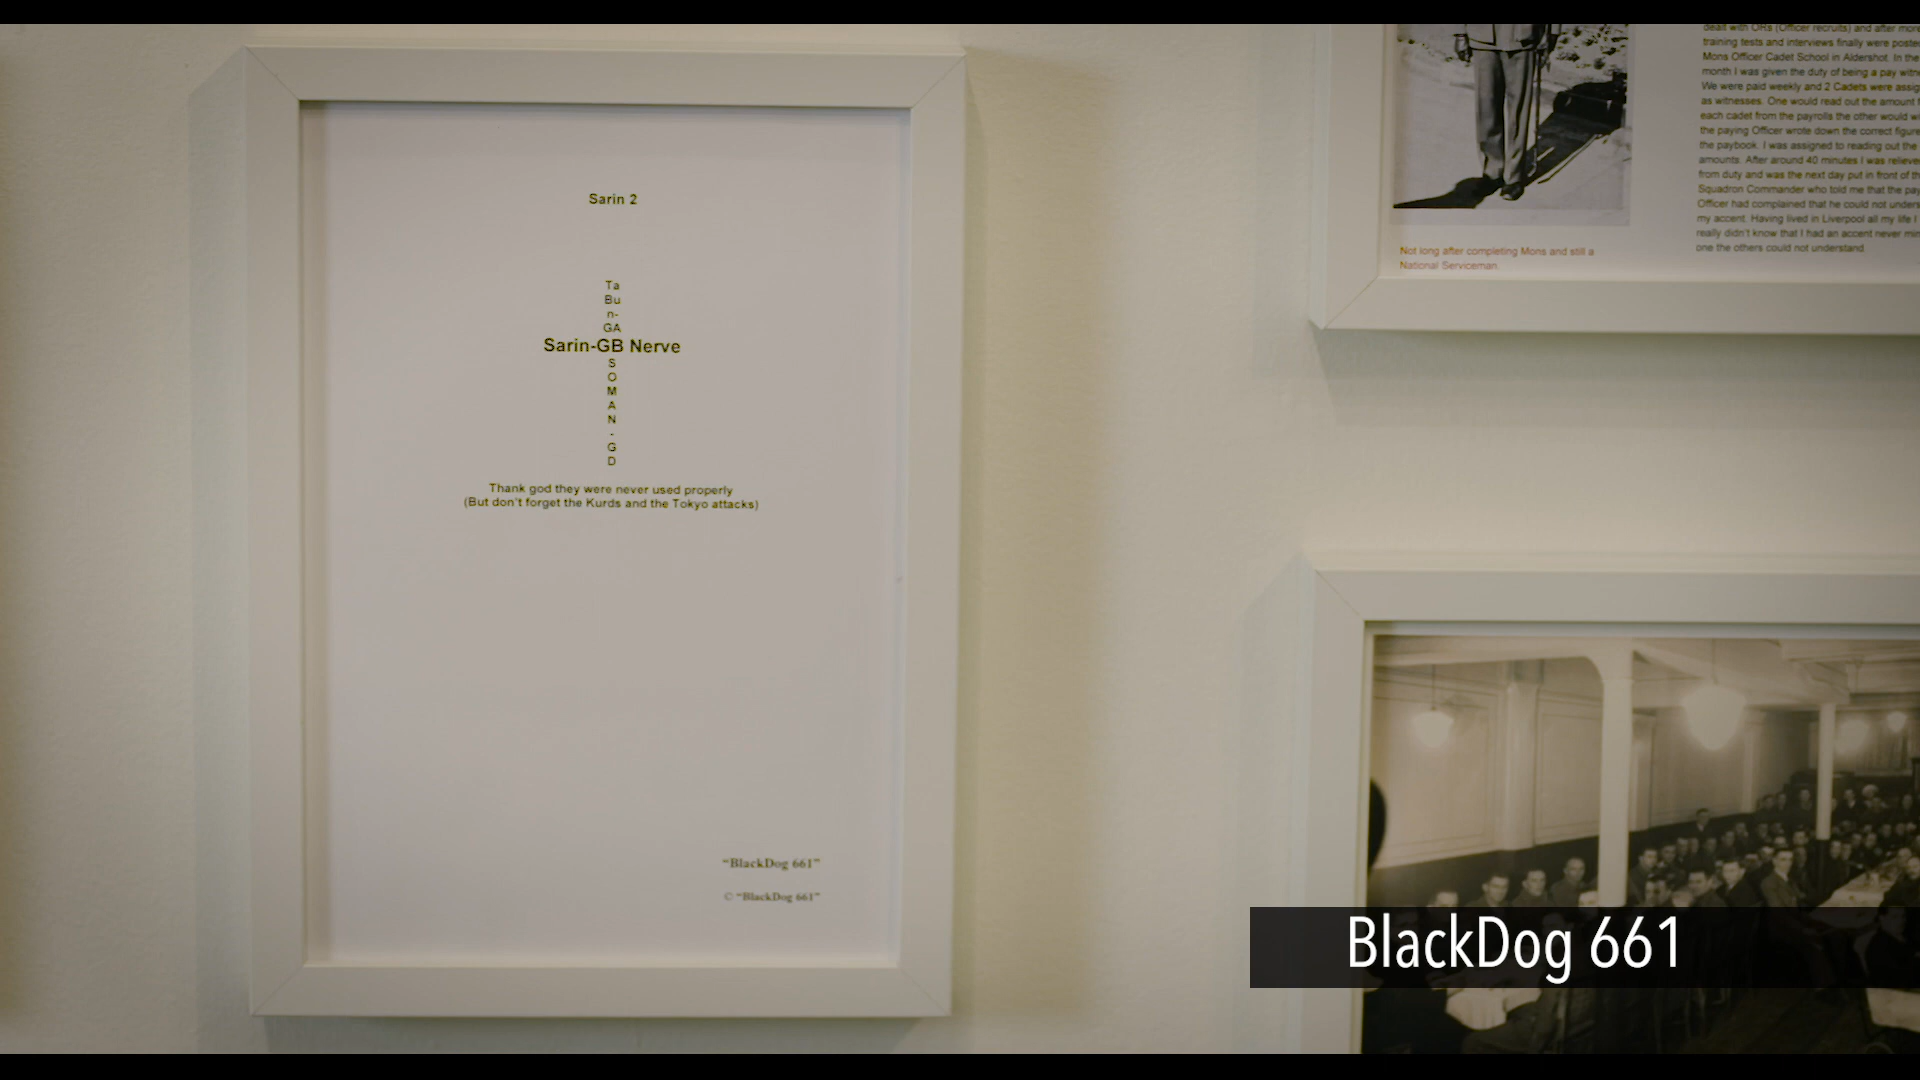 Sarin 2
Ta
Bu
n-
GA
Sarin-GB Nerve
S
O
M
A
N
-
G
D
Thank god they were never used properly
(But don't forget the Kurds and the Tokyo attacks)
"BlackDog 661"
© "BlackDog 661"
dealt with ORs (Officer recruits) and after more
training tests and interviews finally were
Mons Officer Cadet School in Aldershot. In the
month I was given the duty of being a pay
We were paid weekly and 2 Cadets were
as witnesses. One would read out the amount
each cadet from the payrolls the other would
the paying Officer wrote down the correct
the paybook. I was assigned to reading out the
amounts. After around 40 minutes I was
from duty and was the next day put in front of
Squadron Commander who told me that the pay
Officer had complained that he could not
my accent. Having lived in Liverpool all my life I
really didn't know that I had an accent never
one the others could not understand.
Not long after completing Mons and still a
National Serviceman.
BlackDog 661